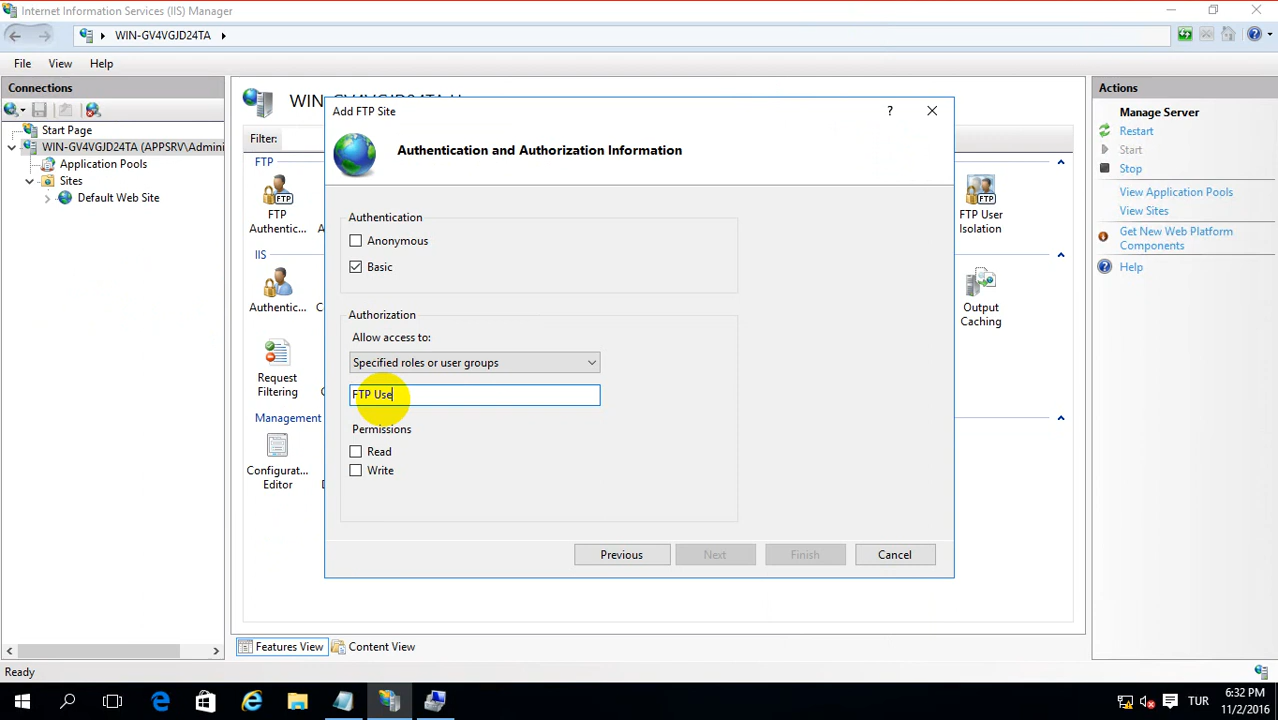 Internet Information Services (IIS) Manager
WIN-GV4VGJD24TA
File View Help
Connections
Start Page
WIN-GV4VGJD24TA (APPSRV\Admini
Application Pools
Sites
Default Web Site
Filter:
FTP
FTP
Authentic...
IIS
Authentic...
Request
Filtering
Management
Configurat...
Editor
FTP User
Isolation
Output
Caching
Add FTP Site
?
Authentication and Authorization Information
Authentication
Anonymous
Basic
Authorization
Allow access to:
Specified roles or user groups
FTP Use
Permissions
Read
Write
Previous Next Finish Cancel
Features View Content View
Actions
Manage Server
Restart
Start
Stop
View Application Pools
View Sites
Get New Web Platform
Components
Help
Ready
TUR
6:32 PM
11/2/2016